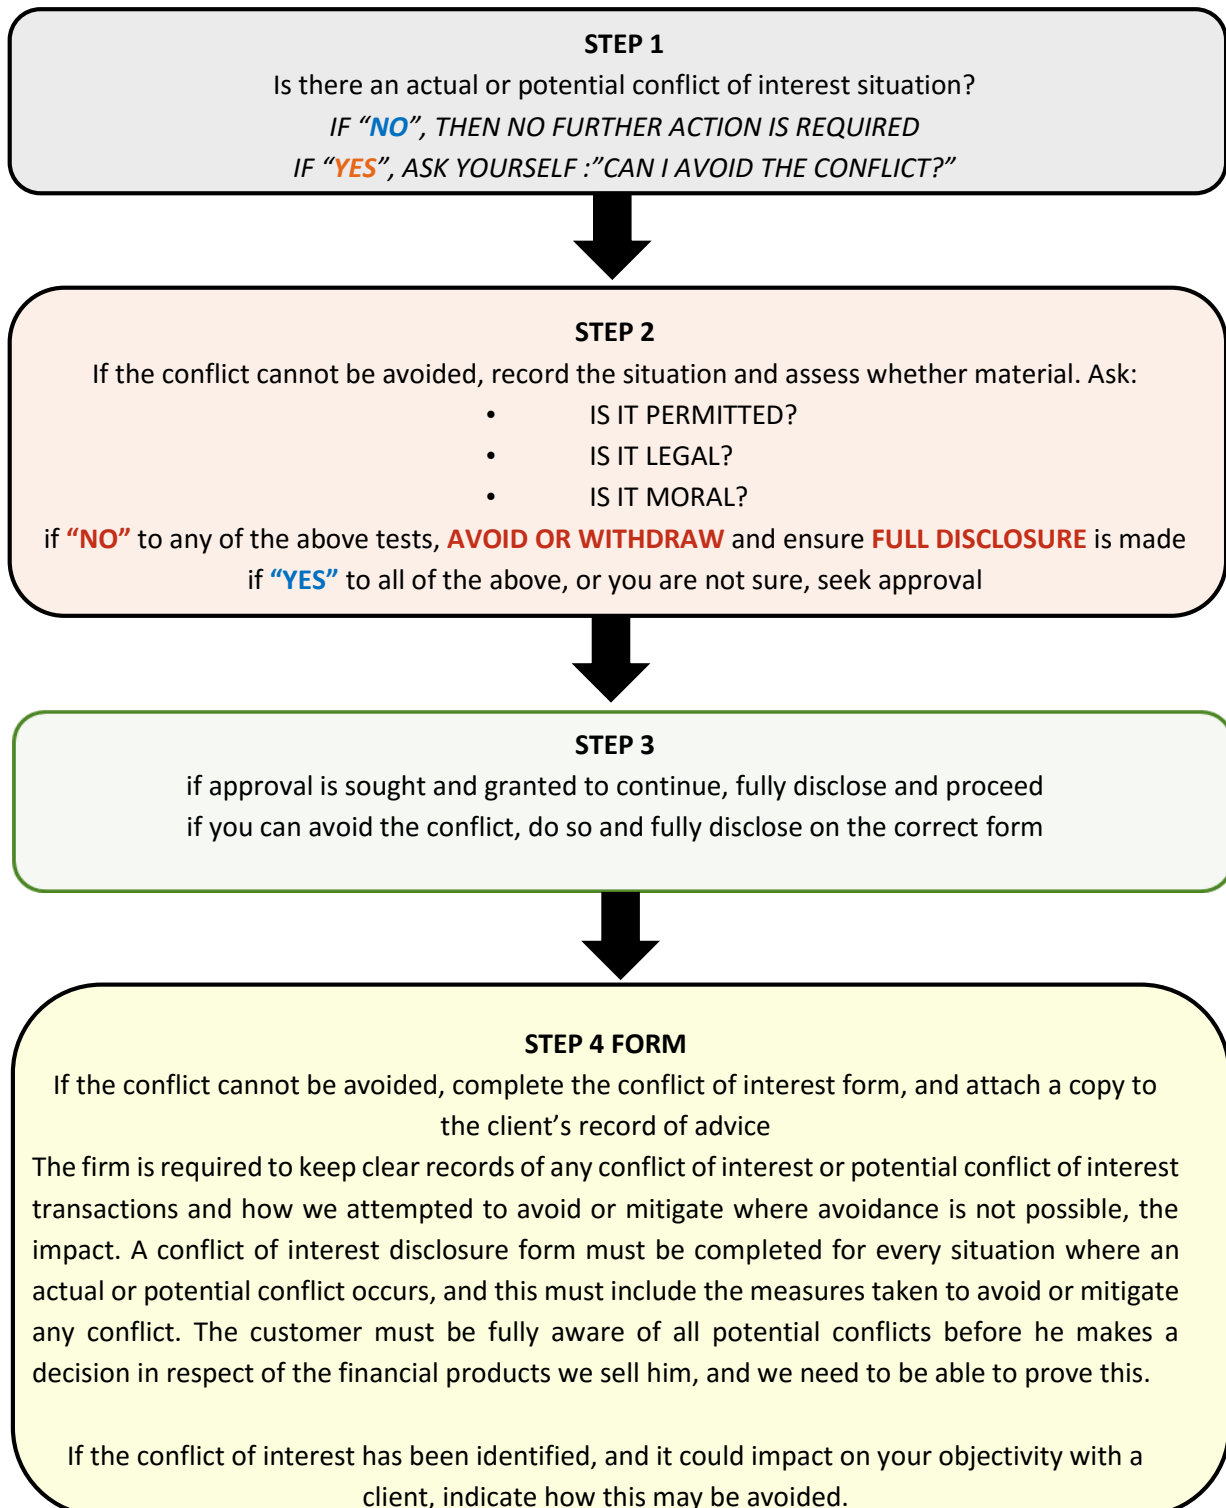 STEP 1
Is there an actual or potential conflict of interest situation?
IF “NO”, THEN NO FURTHER ACTION IS REQUIRED
IF “YES”, ASK YOURSELF :”CAN I AVOID THE CONFLICT?”
STEP 2
If the conflict cannot be avoided, record the situation and assess whether material. Ask:
• IS IT PERMITTED?
• IS IT LEGAL?
• IS IT MORAL?
if “NO” to any of the above tests, AVOID OR WITHDRAW and ensure FULL DISCLOSURE is made
if “YES” to all of the above, or you are not sure, seek approval
STEP 3
if approval is sought and granted to continue, fully disclose and proceed
if you can avoid the conflict, do so and fully disclose on the correct form
STEP 4 FORM
If the conflict cannot be avoided, complete the conflict of interest form, and attach a copy to
the client’s record of advice
The firm is required to keep clear records of any conflict of interest or potential conflict of interest
transactions and how we attempted to avoid or mitigate where avoidance is not possible, the
impact. A conflict of interest disclosure form must be completed for every situation where an
actual or potential conflict occurs, and this must include the measures taken to avoid or mitigate
any conflict. The customer must be fully aware of all potential conflicts before he makes a
decision in respect of the financial products we sell him, and we need to be able to prove this.
If the conflict of interest has been identified, and it could impact on your objectivity with a
client, indicate how this may be avoided.